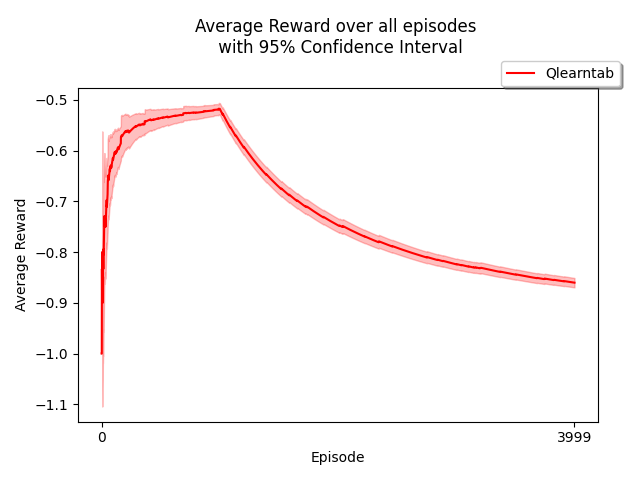 Average Reward over all episodes
with 95% Confidence Interval
Qlearntab
−0.5
−0.6
−0.7
−0.8
−0.9
−1.0
−1.1
Average Reward
0
3999
Episode